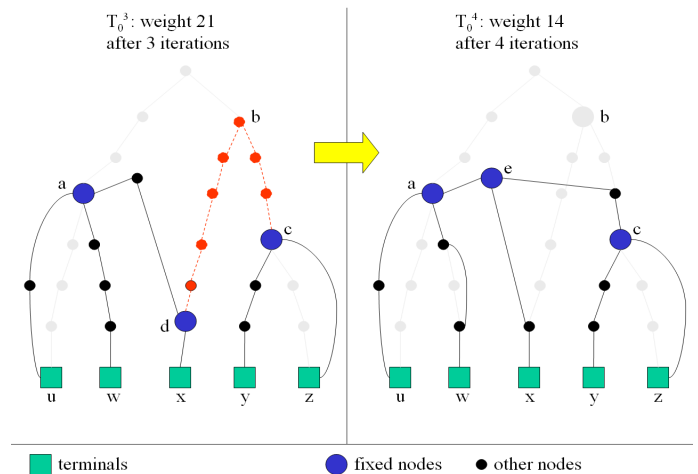 T₀³: weight 21
after 3 iterations
T₀⁴: weight 14
after 4 iterations
b
a
c
d
u w x y z
b
e
a
c
u w x y z
terminals
fixed nodes
other nodes